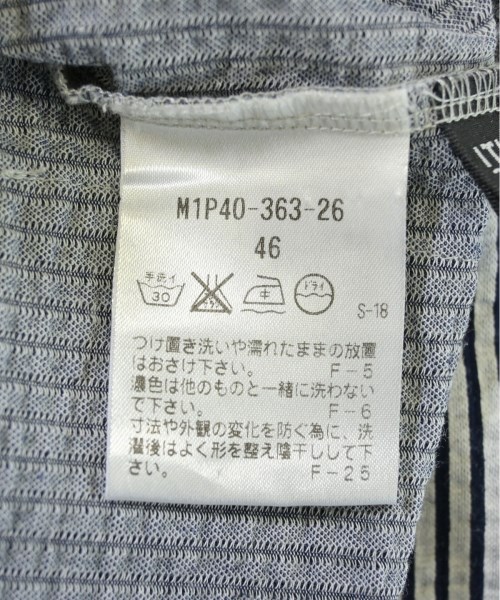 M1P40-363-26
46
手洗イ
30
中
ドライ
S-18
つけ置き洗いや濡れたままの放置
はおさけ下さい。 F-5
濃色は他のものと一緒に洗わない
で下さい。 F-6
寸法や外観の変化を防ぐ為に、洗
濯後はよく形を整え陰干しして下
さい。 F-25